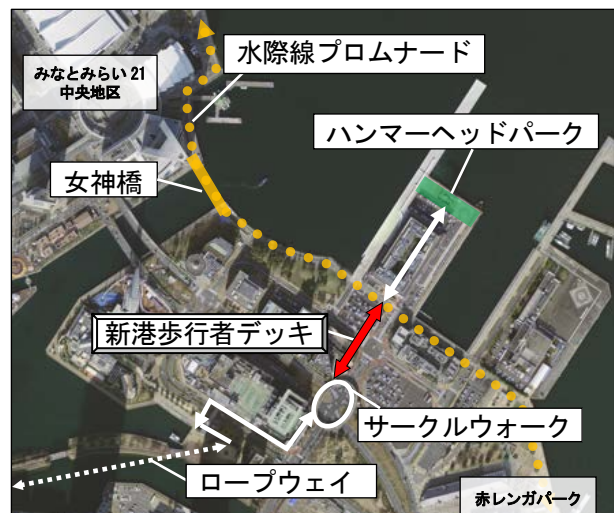 水際線プロムナード
みなとみらい21
中央地区
ハンマーヘッドパーク
女神橋
新港歩行者デッキ
サークルウォーク
ロープウェイ
赤レンガパーク